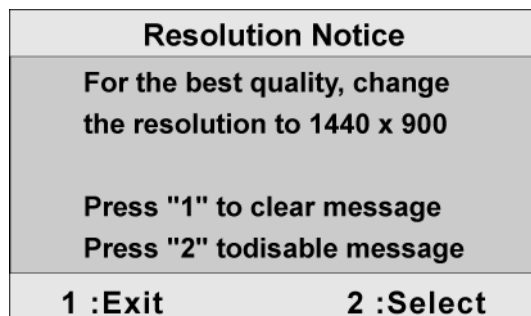 Resolution Notice
For the best quality, change
the resolution to 1440 x 900
Press "1" to clear message
Press "2" todisable message
1 :Exit 2 :Select